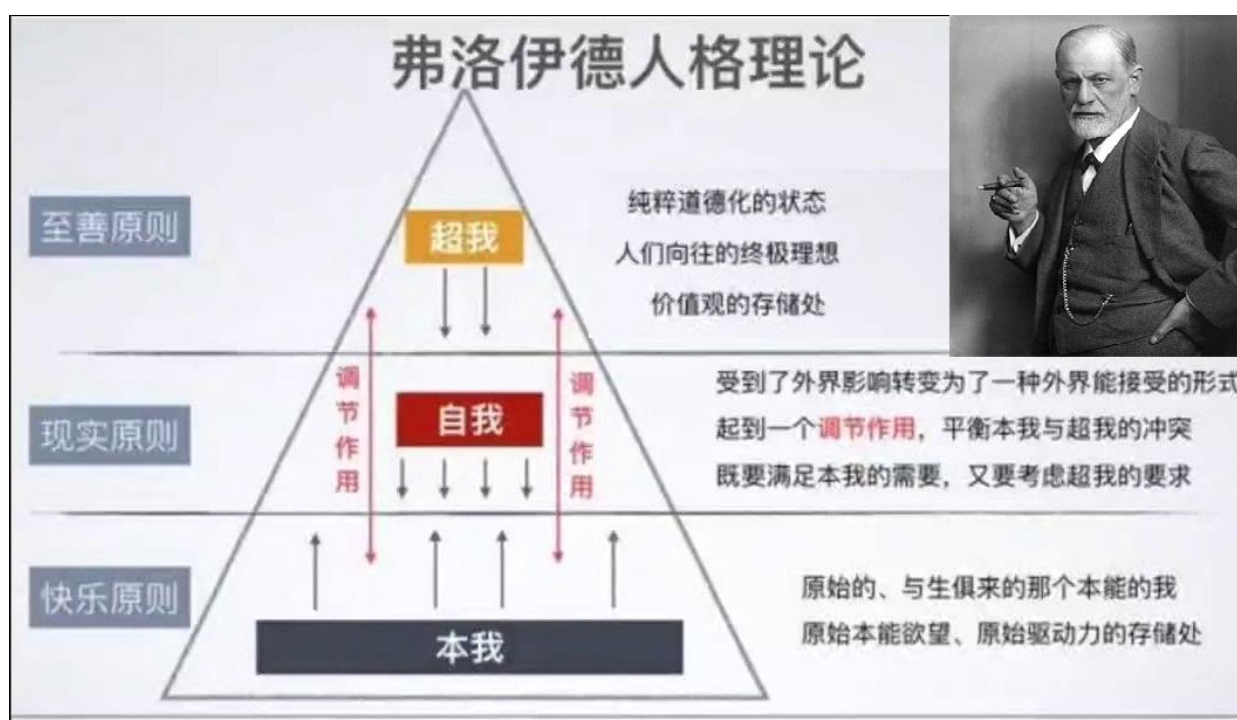 弗洛伊德人格理论
至善原则
超我
纯粹道德化的状态
人们向往的终极理想
价值观的存储处
现实原则
调节作用
自我
调节作用
受到了外界影响转变为了一种外界能接受的形式
起到一个调节作用，平衡本我与超我的冲突
既要满足本我的需要，又要考虑超我的要求
快乐原则
本我
原始的、与生俱来的那个本能的我
原始本能欲望、原始驱动力的存储处